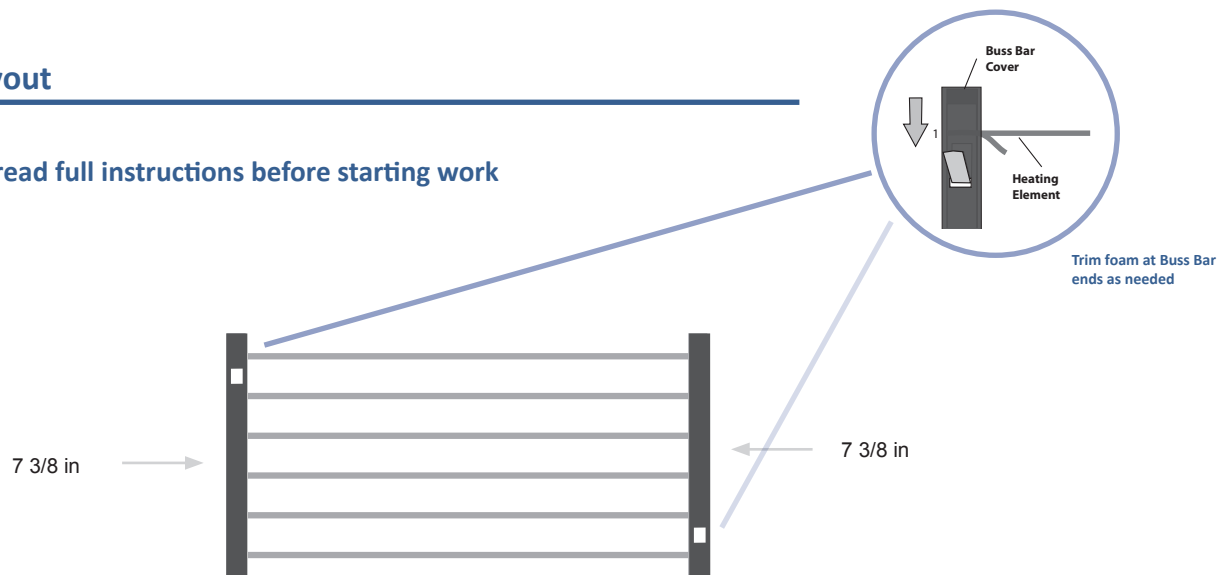 out
read full instructions before starting work
Buss Bar
Cover
1
Heating
Element
Trim foam at Buss Bar
ends as needed
7 3/8 in
7 3/8 in